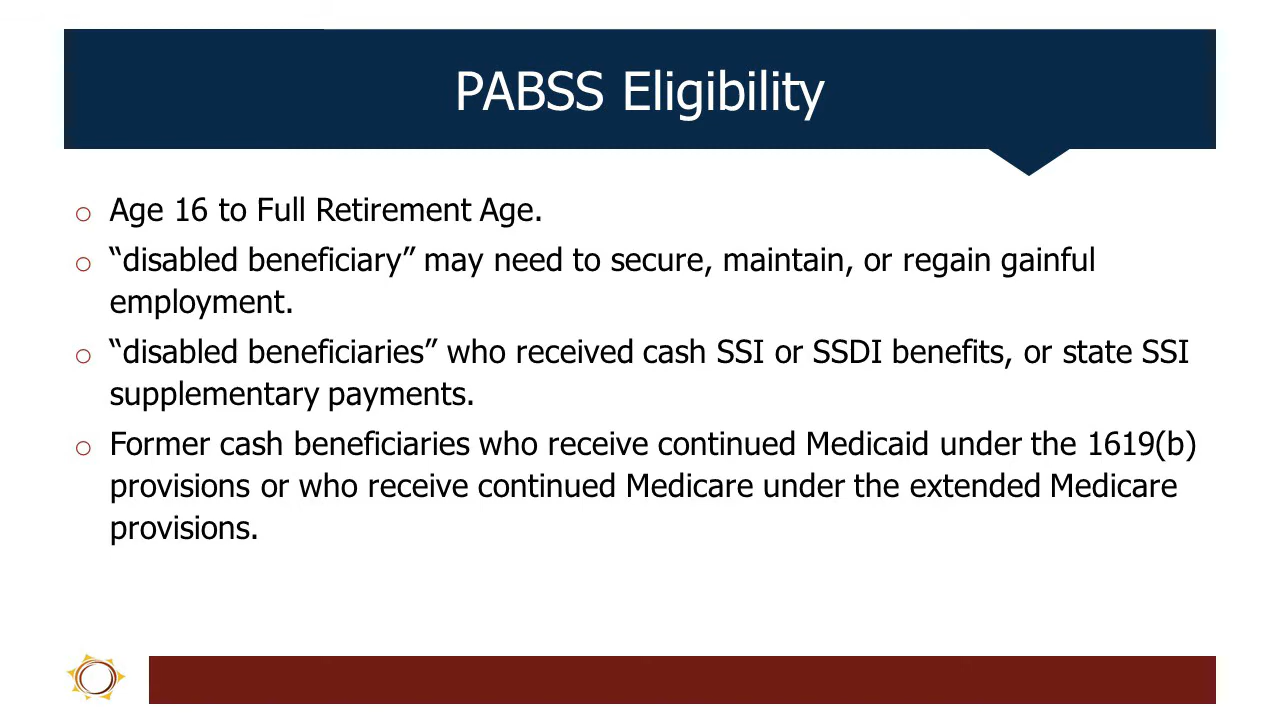 PABSS Eligibility
o Age 16 to Full Retirement Age.
o “disabled beneficiary” may need to secure, maintain, or regain gainful
employment.
o “disabled beneficiaries” who received cash SSI or SSDI benefits, or state SSI
supplementary payments.
o Former cash beneficiaries who receive continued Medicaid under the 1619(b)
provisions or who receive continued Medicare under the extended Medicare
provisions.